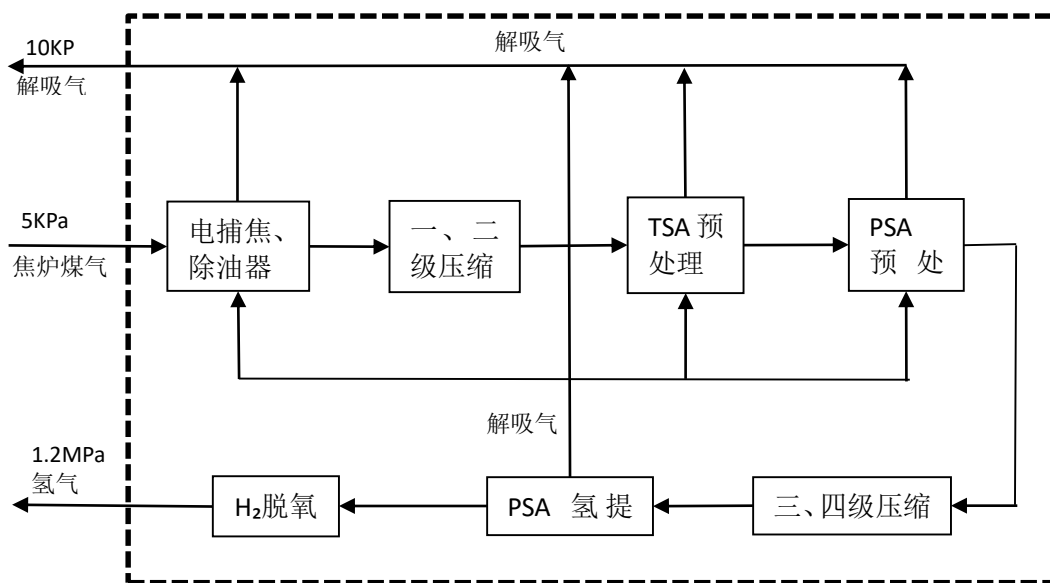 解吸气
10KP
解吸气
5KPa
焦炉煤气
电捕焦、
除油器
一、二
级压缩
TSA 预
处理
PSA
预 处
解吸气
1.2MPa
氢气
H₂脱氧
PSA 氢 提
三、四级压缩